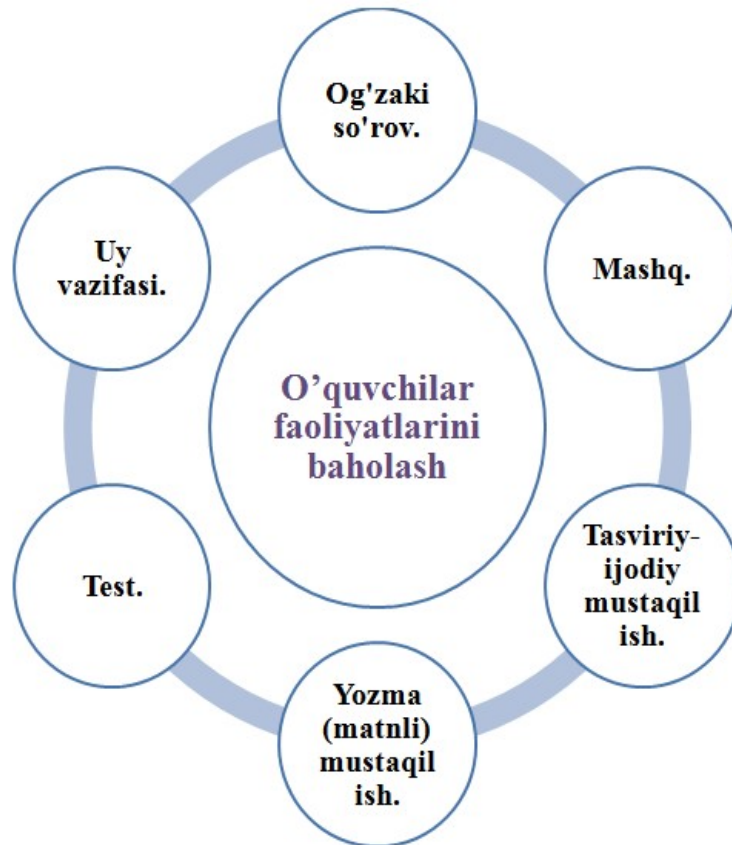 Og'zaki
so'rov.
Mashq.
Tasviriy-
ijodiy
mustaqil
ish.
Yozma
(matnli)
mustaqil
ish.
Test.
Uy
vazifasi.
O’quvchilar
faoliyatlarini
baholash